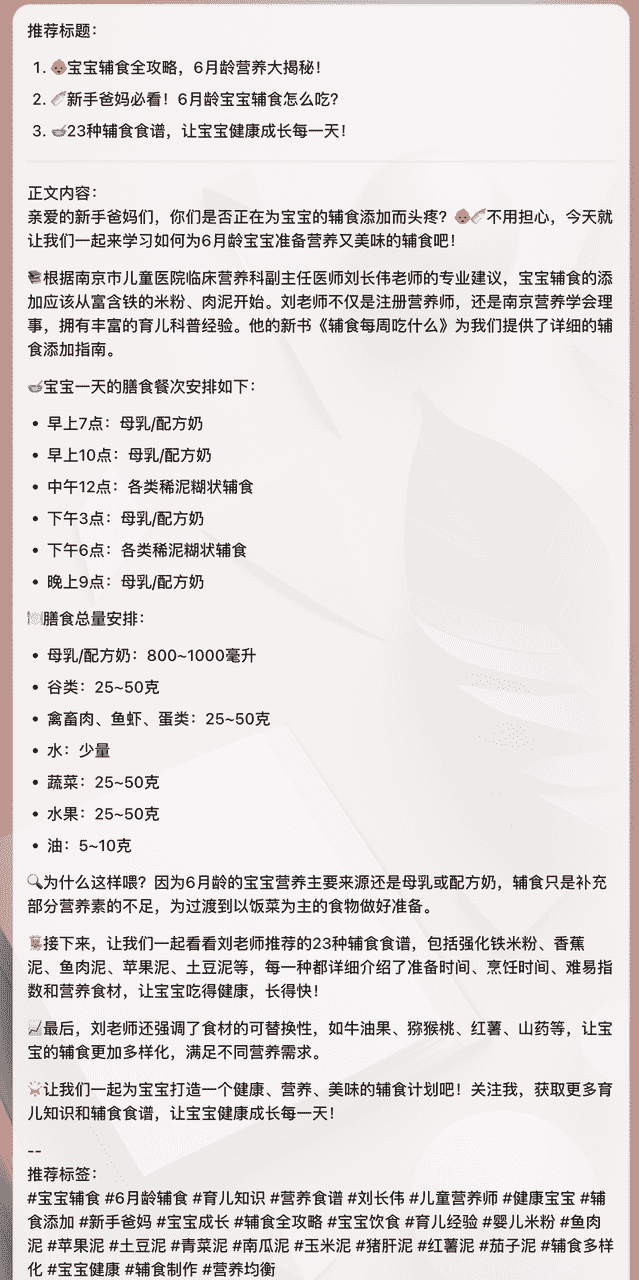 推荐标题：
1. 👶🏽宝宝辅食全攻略，6月龄营养大揭秘！
2. 🍼新手爸妈必看！6月龄宝宝辅食怎么吃？
3. 🥣23种辅食食谱，让宝宝健康成长每一天！
正文内容：
亲爱的新手爸妈们，你们是否正在为宝宝的辅食添加而头疼？👶🏽🍼不用担心，今天就
让我们一起来学习如何为6月龄宝宝准备营养又美味的辅食吧！
📚根据南京市儿童医院临床营养科副主任医师刘长伟老师的专业建议，宝宝辅食的添
加应该从富含铁的米粉、肉泥开始。刘老师不仅是注册营养师，还是南京营养学会理
事，拥有丰富的育儿科普经验。他的新书《辅食每周吃什么》为我们提供了详细的辅
食添加指南。
🥣宝宝一天的膳食餐次安排如下：
• 早上7点：母乳/配方奶
• 早上10点：母乳/配方奶
• 中午12点：各类稀泥糊状辅食
• 下午3点：母乳/配方奶
• 下午6点：各类稀泥糊状辅食
• 晚上9点：母乳/配方奶
🍽膳食总量安排：
• 母乳/配方奶：800~1000毫升
• 谷类：25~50克
• 禽畜肉、鱼虾、蛋类：25~50克
• 水：少量
• 蔬菜：25~50克
• 水果：25~50克
• 油：5~10克
🔍为什么这样喂？因为6月龄的宝宝营养主要来源还是母乳或配方奶，辅食只是补充
部分营养素的不足，为过渡到以饭菜为主的食物做好准备。
接下来，让我们一起看看刘老师推荐的23种辅食食谱，包括强化铁米粉、香蕉
泥、鱼肉泥、苹果泥、土豆泥等，每一种都详细介绍了准备时间、烹饪时间、难易指
数和营养食材，让宝宝吃得健康，长得快！
📈最后，刘老师还强调了食材的可替换性，如牛油果、猕猴桃、红薯、山药等，让宝
宝的辅食更加多样化，满足不同营养需求。
让我们一起为宝宝打造一个健康、营养、美味的辅食计划吧！关注我，获取更多育
儿知识和辅食食谱，让宝宝健康成长每一天！
--
推荐标签：
#宝宝辅食 #6月龄辅食 #育儿知识 #营养食谱 #刘长伟 #儿童营养师 #健康宝宝 #辅
食添加 #新手爸妈 #宝宝成长 #辅食全攻略 #宝宝饮食 #育儿经验 #婴儿米粉 #鱼肉
泥 #苹果泥 #土豆泥 #青菜泥 #南瓜泥 #玉米泥 #猪肝泥 #红薯泥 #茄子泥 #辅食多样
化 #宝宝健康 #辅食制作 #营养均衡